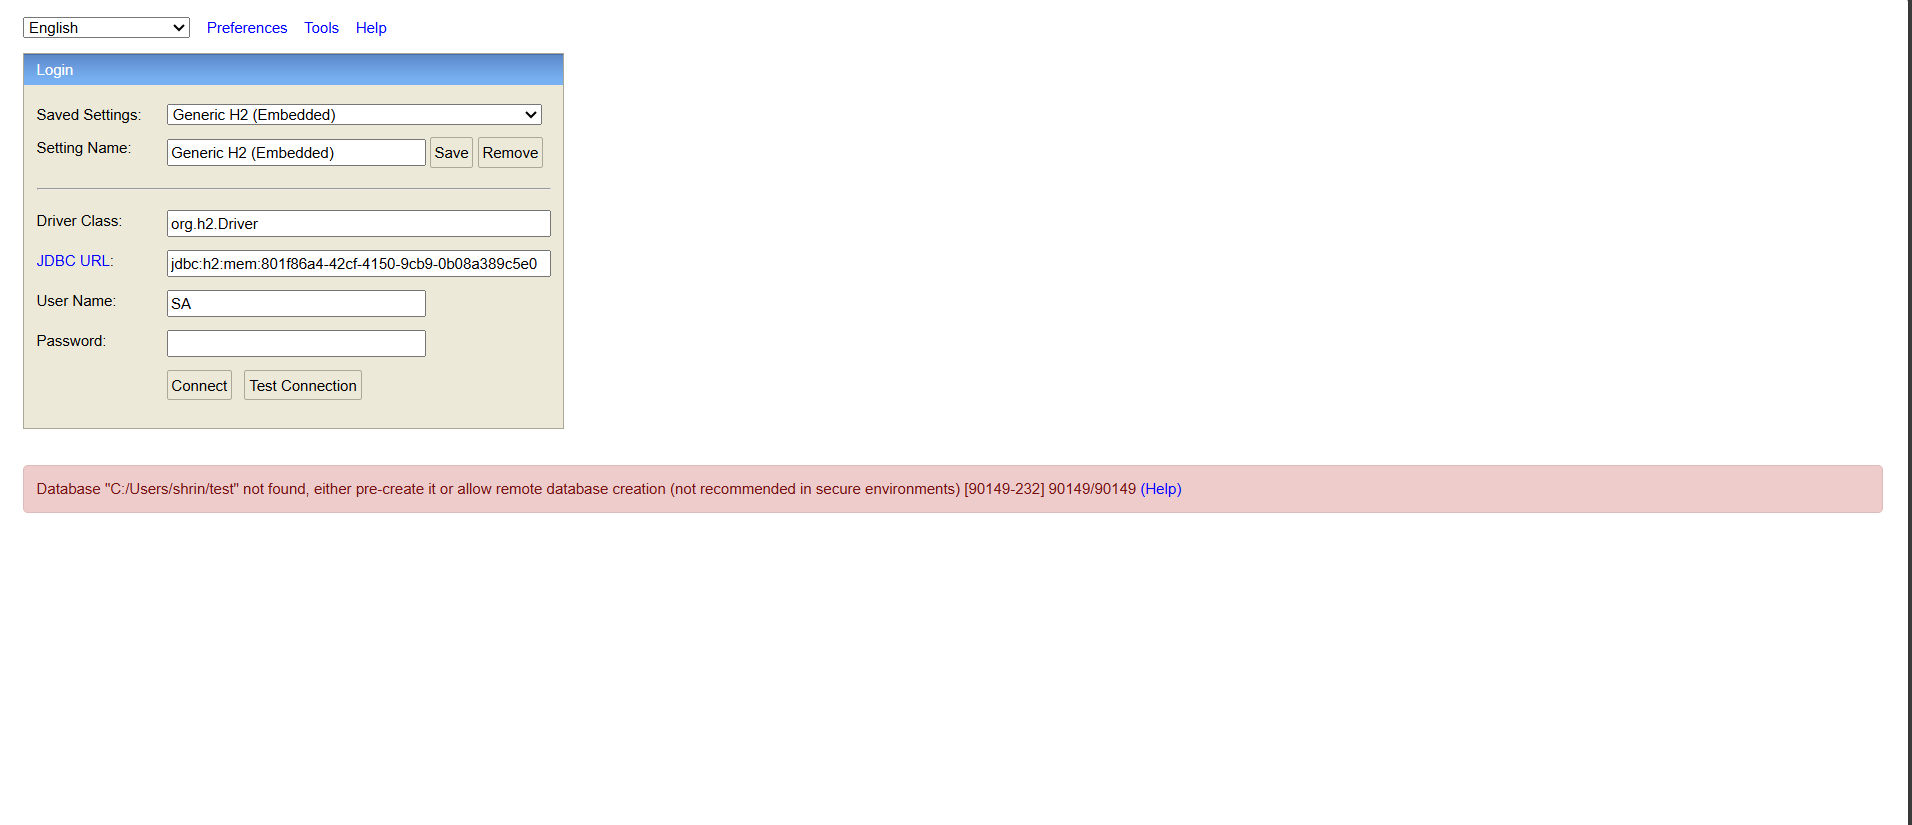 English Preferences Tools Help
Login
Saved Settings: Generic H2 (Embedded)
Setting Name: Generic H2 (Embedded) Save Remove
Driver Class: org.h2.Driver
JDBC URL: jdbc:h2:mem:801f86a4-42cf-4150-9cb9-0b08a389c5e0
User Name: SA
Password:
Connect Test Connection
Database "C:/Users/shrin/test" not found, either pre-create it or allow remote database creation (not recommended in secure environments) [90149-232] 90149/90149 (Help)